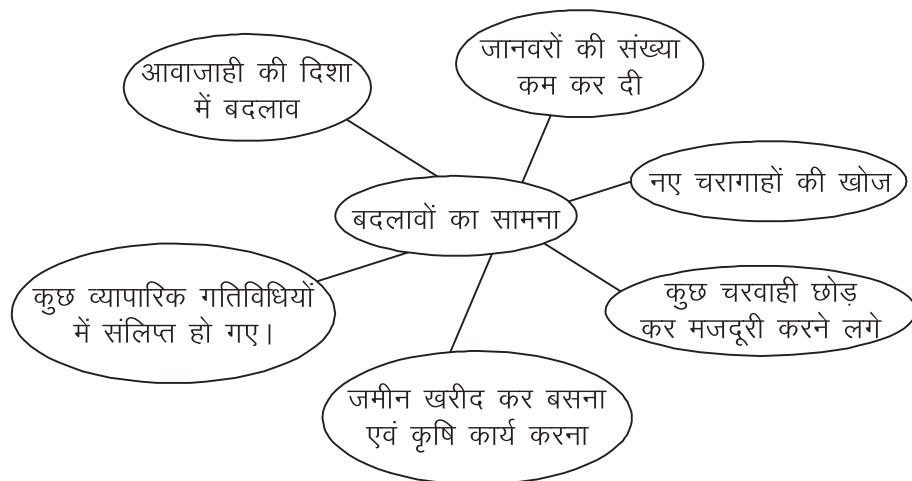 जानवरों की संख्या
कम कर दी
आवाजाही की दिशा
में बदलाव
नए चरागाहों की खोज
बदलावों का सामना
कुछ व्यापारिक गतिविधियों
में संलिप्त हो गए।
कुछ चरवाही छोड़
कर मजदूरी करने लगे
जमीन खरीद कर बसना
एवं कृषि कार्य करना